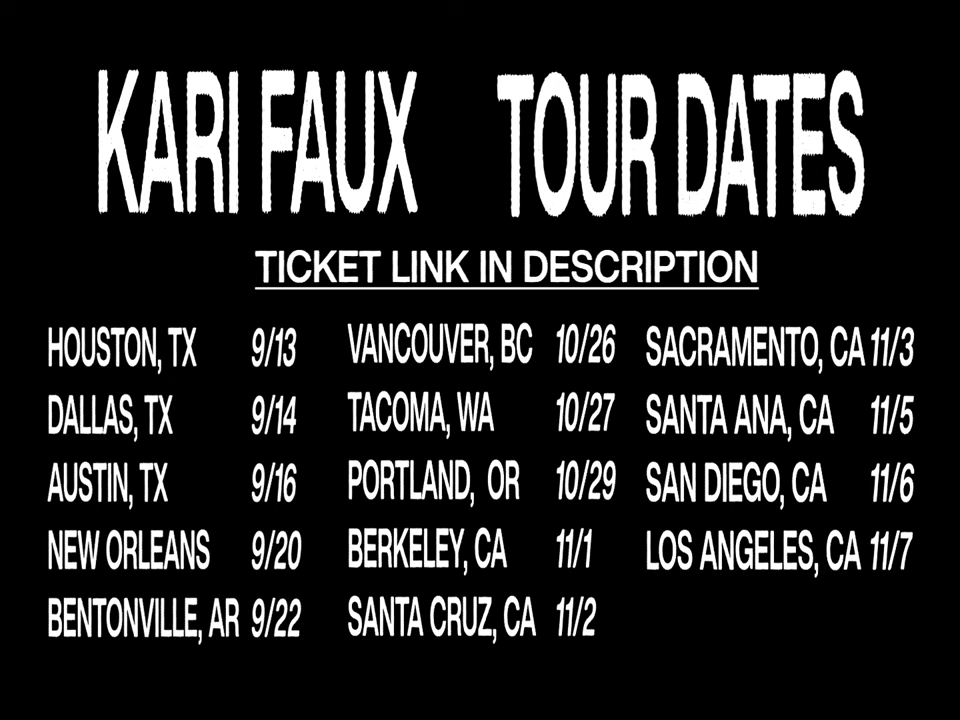 KARI FAUX TOUR DATES
TICKET LINK IN DESCRIPTION
HOUSTON, TX 9/13
DALLAS, TX 9/14
AUSTIN, TX 9/16
NEW ORLEANS 9/20
BENTONVILLE, AR 9/22
VANCOUVER, BC 10/26
TACOMA, WA 10/27
PORTLAND, OR 10/29
BERKELEY, CA 11/1
SANTA CRUZ, CA 11/2
SACRAMENTO, CA 11/3
SANTA ANA, CA 11/5
SAN DIEGO, CA 11/6
LOS ANGELES, CA 11/7